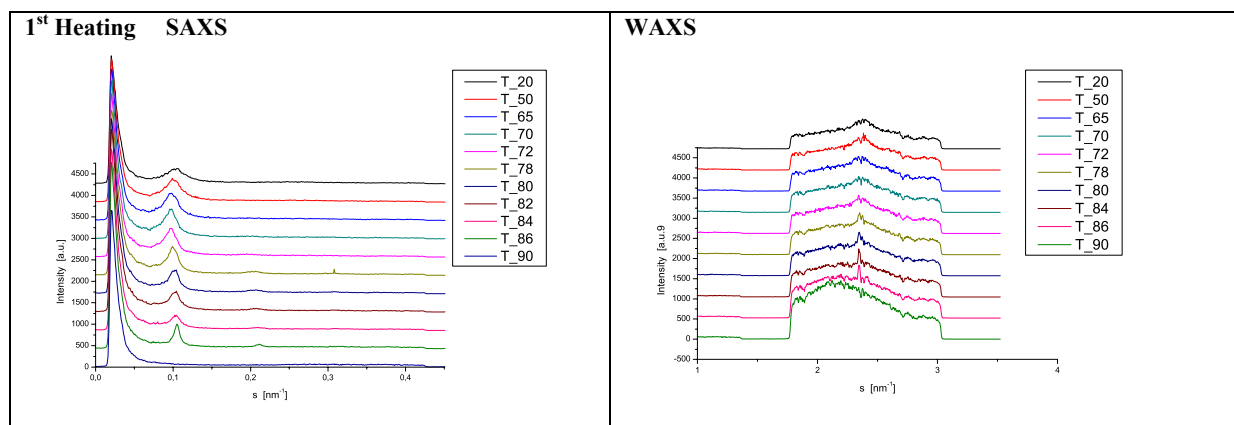 1st Heating SAXS
T_20
T_50
T_65
T_70
T_72
T_78
T_80
T_82
T_84
T_86
T_90
Intensity [a.u.]
4500
4000
3500
3000
2500
2000
1500
1000
500
0
0,0 0,1 0,2 0,3 0,4
s [nm-1]
WAXS
T_20
T_50
T_65
T_70
T_72
T_78
T_80
T_84
T_86
T_90
Intensity [a.u.9
4500
4000
3500
3000
2500
2000
1500
1000
500
0
-500
1 2 3 4
s [nm-1]